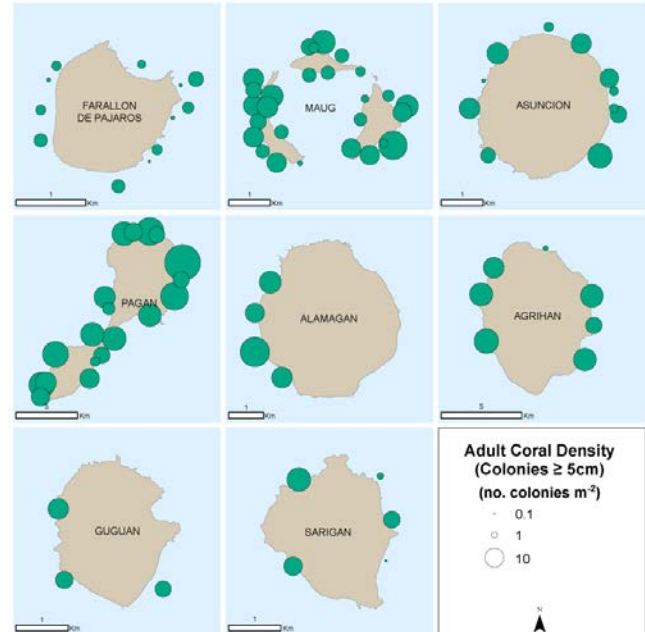 FARALLON
DE PAJAROS
1
Km
MAUG
1
Km
ASUNCION
1
Km
PAGAN
5
Km
ALAMAGAN
1
Km
AGRIHAN
5
Km
GUGUAN
1
Km
SARIGAN
1
Km
Adult Coral Density
(Colonies ≥ 5cm)
(no. colonies m⁻²)
0.1
1
10
N